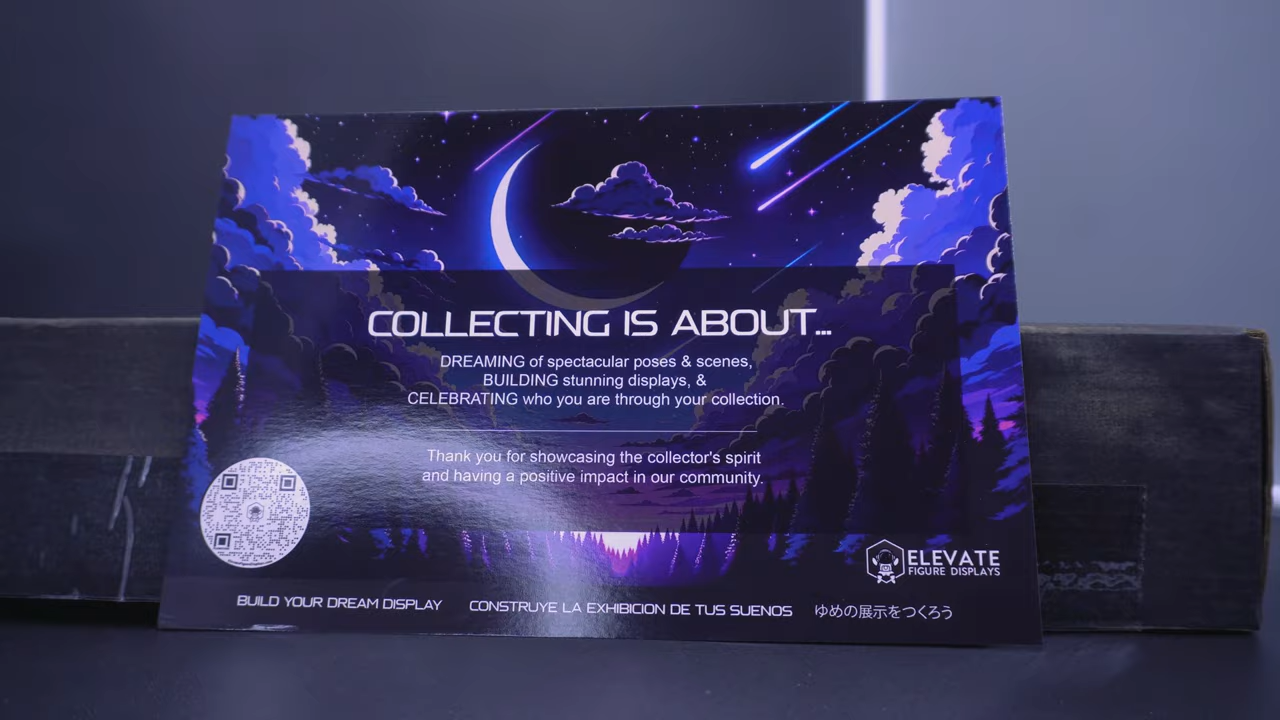 COLLECTING IS ABOUT...
DREAMING of spectacular poses & scenes,
BUILDING stunning displays, &
CELEBRATING who you are through your collection.
Thank you for showcasing the collector's spirit
and having a positive impact in our community.
ELEVATE
FIGURE DISPLAYS
BUILD YOUR DREAM DISPLAY
CONSTRUYE LA EXHIBICION DE TUS SUENOS
ゆめの展示をつくろう